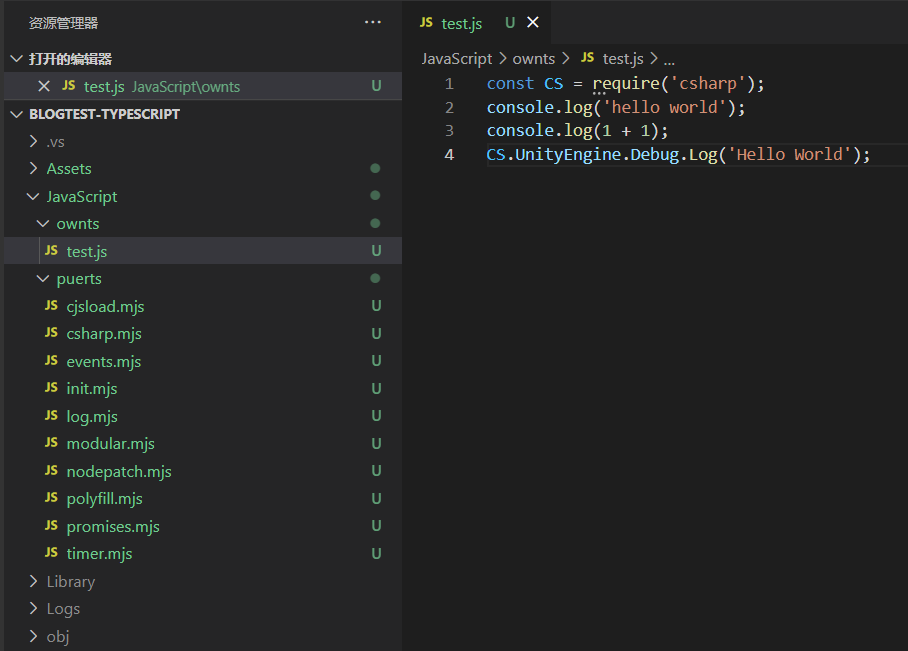 资源管理器 ...
打开的编辑器
JS test.js JavaScript\ownts U
BLOGTEST-TYPESCRIPT
.vs
Assets
JavaScript
ownts
JS test.js U
puerts
JS cjsload.mjs U
JS csharp.mjs U
JS events.mjs U
JS init.mjs U
JS log.mjs U
JS modular.mjs U
JS nodepatch.mjs U
JS polyfill.mjs U
JS promises.mjs U
JS timer.mjs U
Library
Logs
obj
JS test.js U
JavaScript > ownts > JS test.js > ...
1 const CS = require('csharp');
2 console.log('hello world');
3 console.log(1 + 1);
4 CS.UnityEngine.Debug.Log('Hello World');